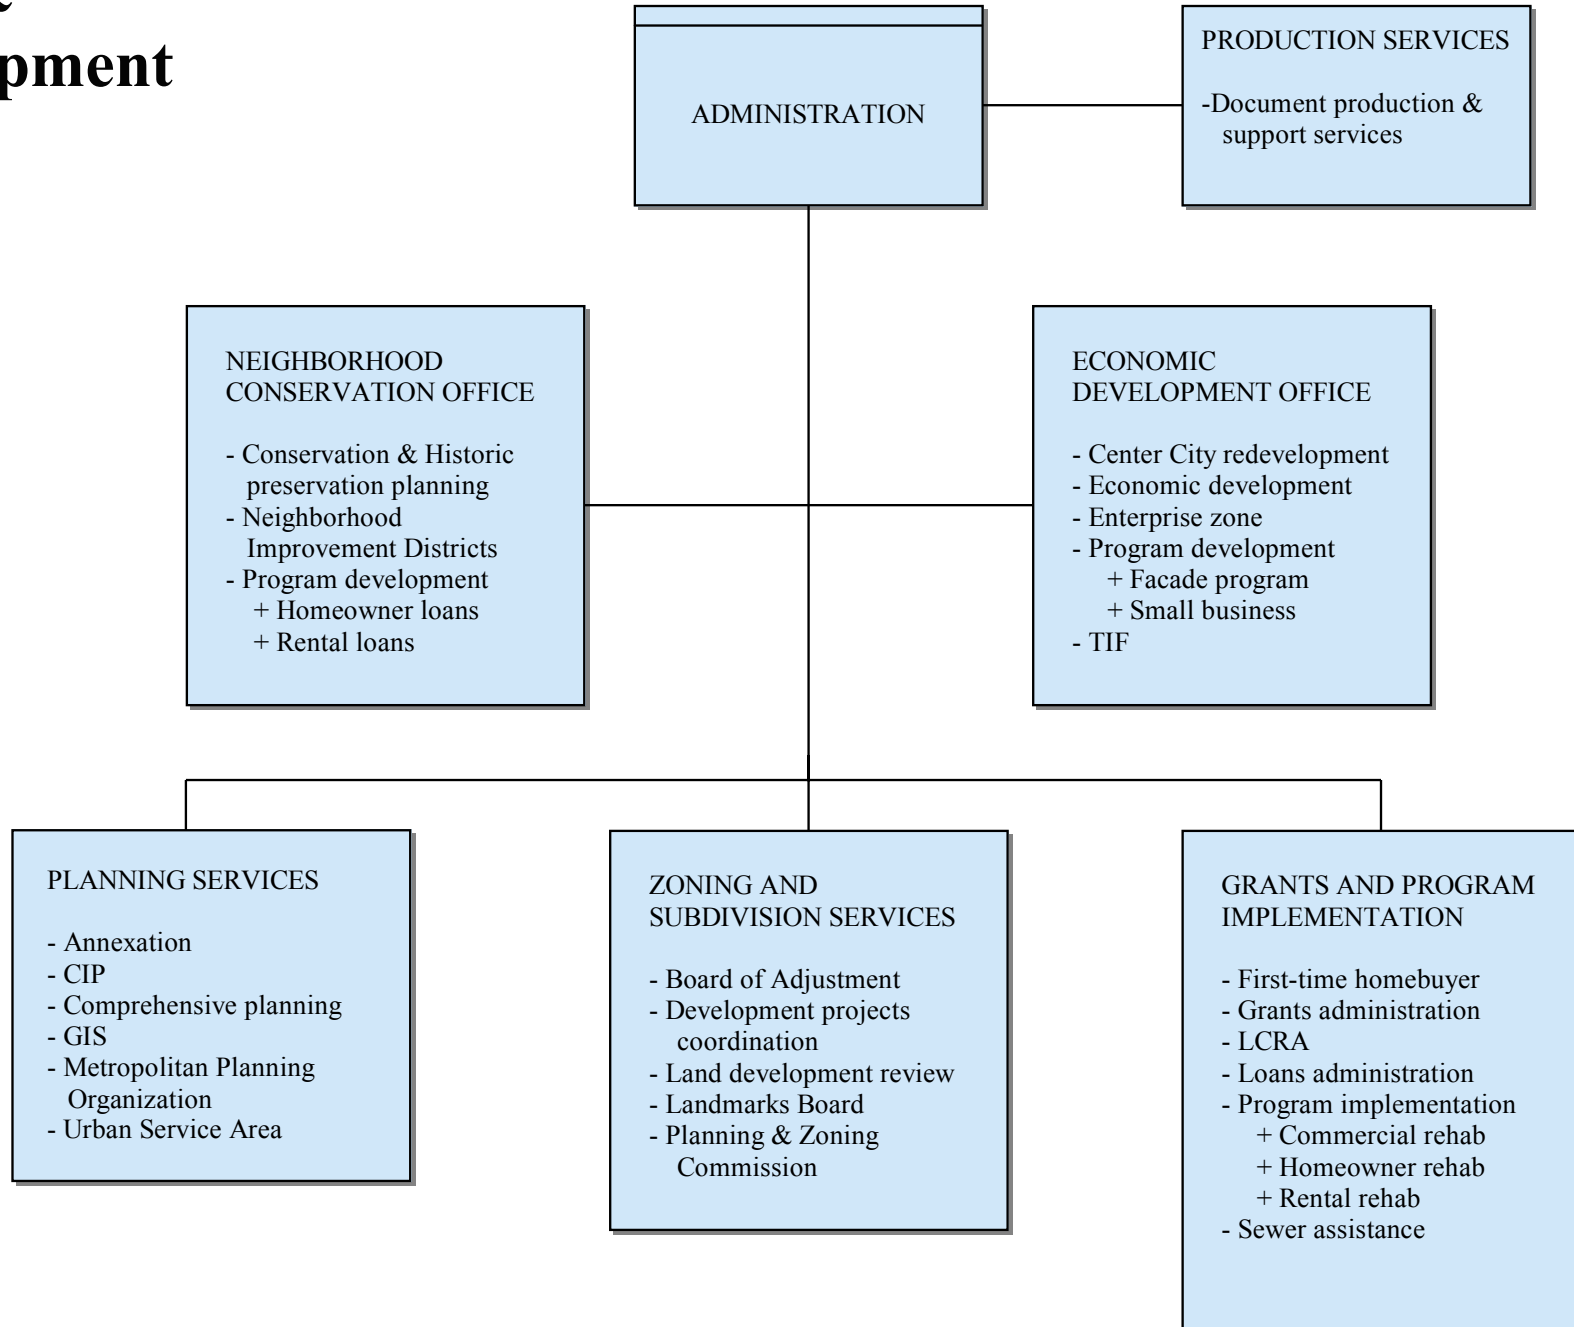 pment
ADMINISTRATION
PRODUCTION SERVICES
-Document production &
support services
NEIGHBORHOOD
CONSERVATION OFFICE
- Conservation & Historic
preservation planning
- Neighborhood
Improvement Districts
- Program development
+ Homeowner loans
+ Rental loans
ECONOMIC
DEVELOPMENT OFFICE
- Center City redevelopment
- Economic development
- Enterprise zone
- Program development
+ Facade program
+ Small business
- TIF
PLANNING SERVICES
- Annexation
- CIP
- Comprehensive planning
- GIS
- Metropolitan Planning
Organization
- Urban Service Area
ZONING AND
SUBDIVISION SERVICES
- Board of Adjustment
- Development projects
coordination
- Land development review
- Landmarks Board
- Planning & Zoning
Commission
GRANTS AND PROGRAM
IMPLEMENTATION
- First-time homebuyer
- Grants administration
- LCRA
- Loans administration
- Program implementation
+ Commercial rehab
+ Homeowner rehab
+ Rental rehab
- Sewer assistance